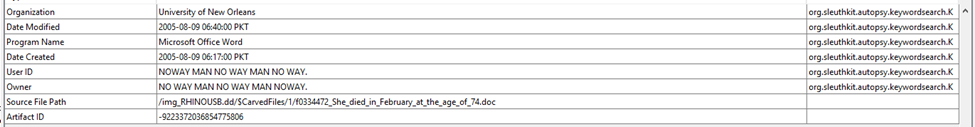 Organization University of New Orleans org.sleuthkit.autopsy.keywordsearch.K
Date Modified 2005-08-09 06:40:00 PKT org.sleuthkit.autopsy.keywordsearch.K
Program Name Microsoft Office Word org.sleuthkit.autopsy.keywordsearch.K
Date Created 2005-08-09 06:17:00 PKT org.sleuthkit.autopsy.keywordsearch.K
User ID NOWAY MAN NO WAY MAN NO WAY. org.sleuthkit.autopsy.keywordsearch.K
Owner NO WAY MAN NO WAY MAN NOWAY. org.sleuthkit.autopsy.keywordsearch.K
Source File Path /img_RHINOUSB.dd/$CarvedFiles/1/f0334472_She_died_in_February_at_the_age_of_74.doc
Artifact ID -9223372036854775806